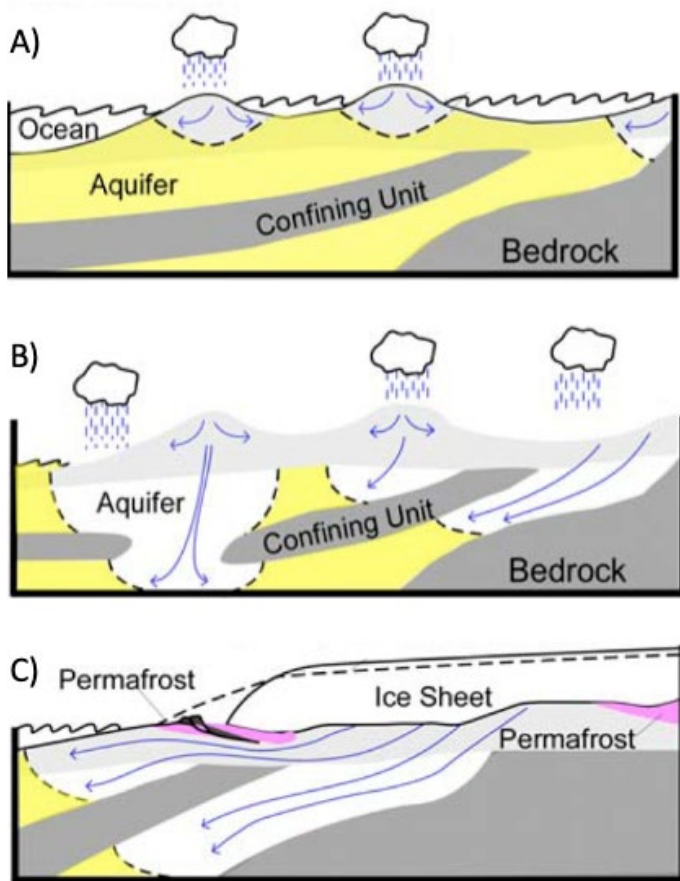 A)
Ocean
Aquifer
Confining Unit
Bedrock
B)
Aquifer
Confining Unit
Bedrock
C)
Permafrost
Ice Sheet
Permafrost